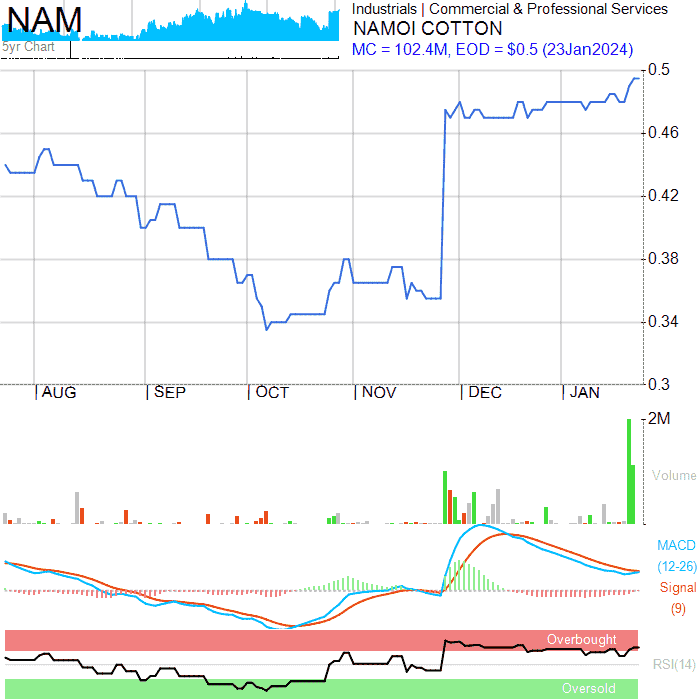 NAM
5yr Chart
Industrials | Commercial & Professional Services
NAMOI COTTON
MC = 102.4M, EOD = $0.5 (23Jan2024)
0.5
0.46
0.42
0.38
0.34
0.3
AUG SEP OCT NOV DEC JAN
2M
Volume
MACD
(12-26)
Signal
(9)
Overbought
RSI(14)
Oversold